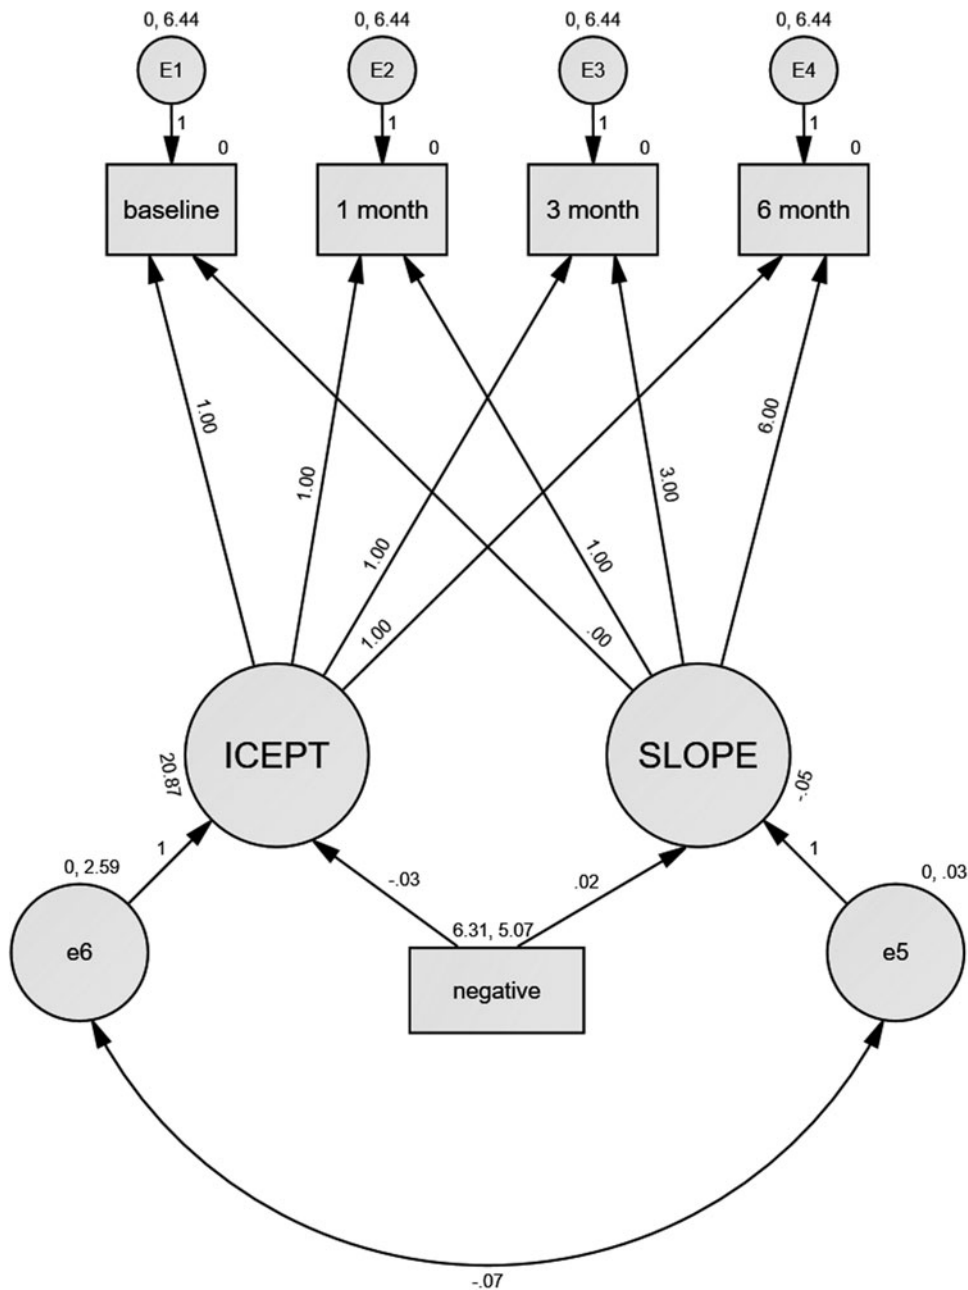 0, 6.44 0, 6.44 0, 6.44 0, 6.44
E1 E2 E3 E4
1 1 1 1
0 0 0 0
baseline 1 month 3 month 6 month
1.00 6.00
1.00 3.00
1.00 1.00
1.00 .00
ICEPT SLOPE
20.87 -.05
1 1
0, 2.59 0, .03
-.03 .02
6.31, 5.07
e6 e5
negative
-.07